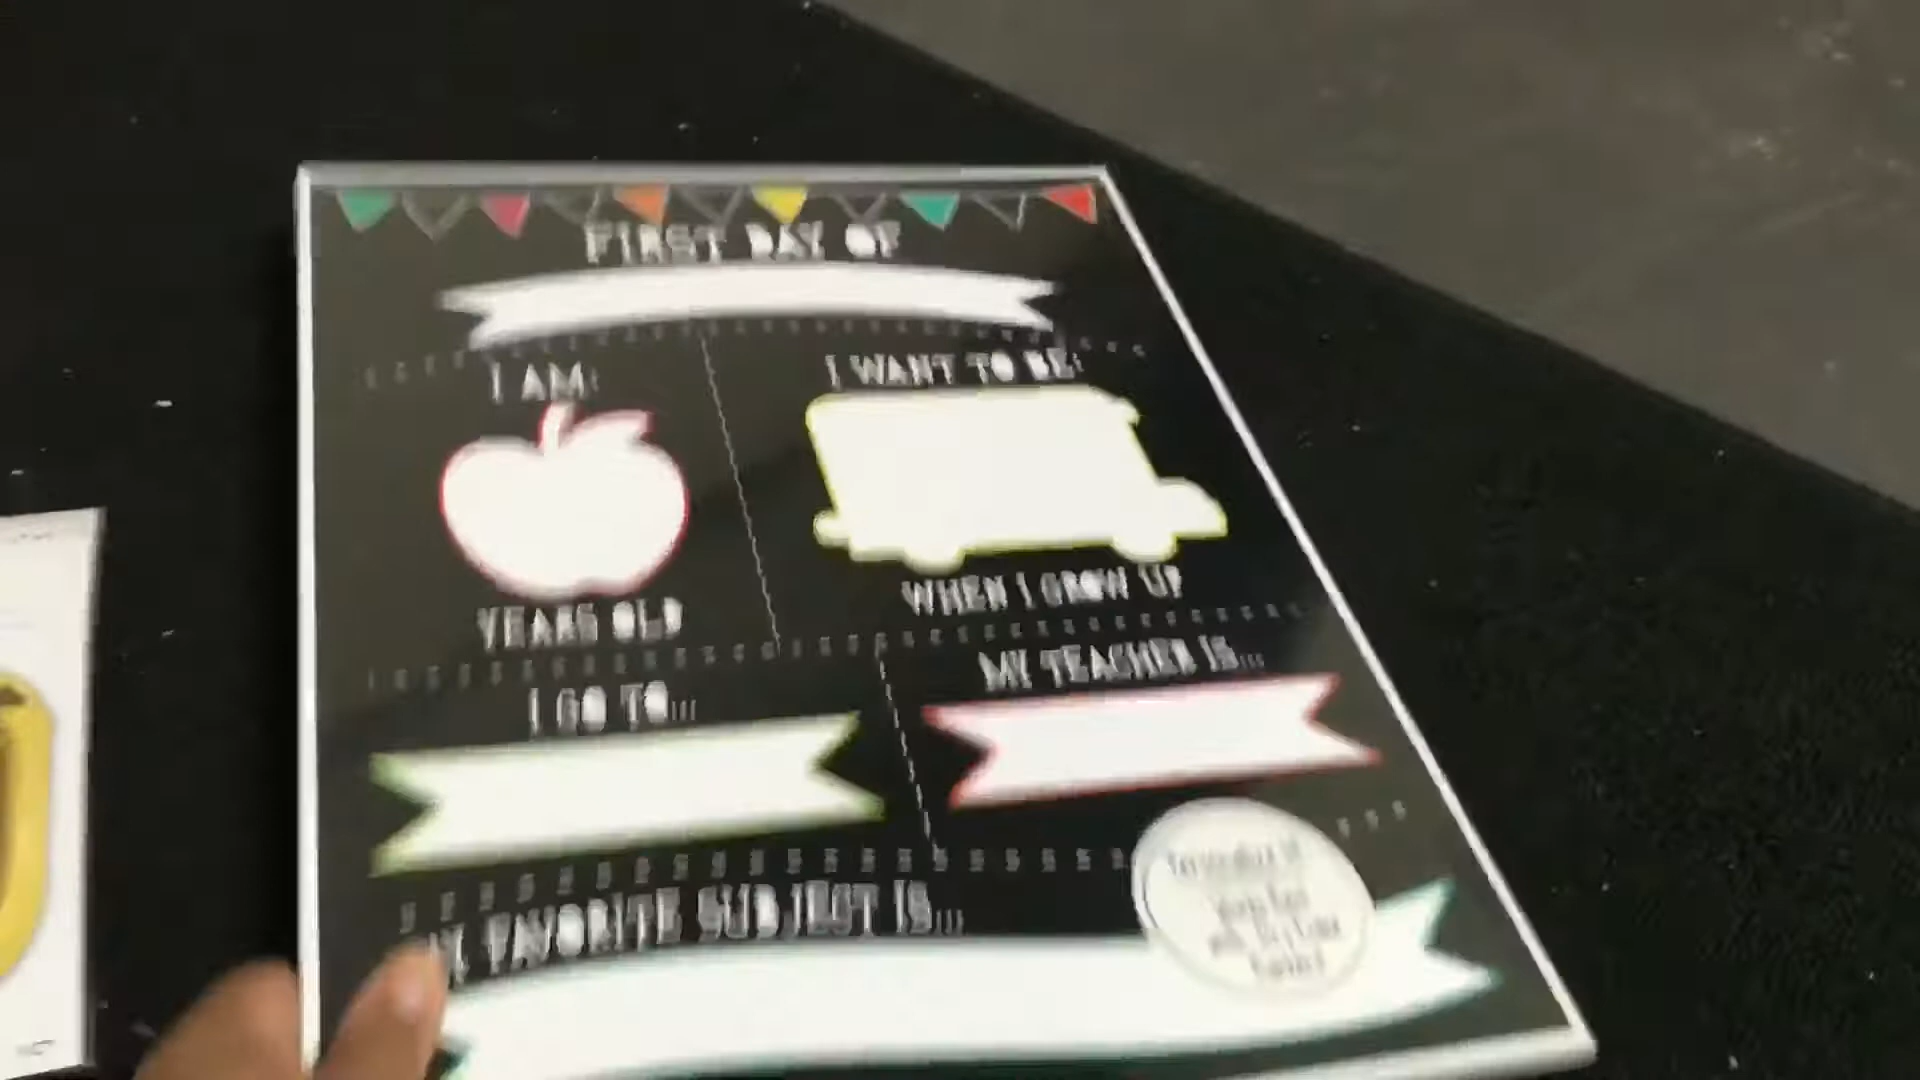 FIRST DAY OF
I AM:
I WANT TO BE:
YEARS OLD
WHEN I GROW UP
I GO TO...
MY TEACHER IS...
MY FAVORITE SUBJECT IS...